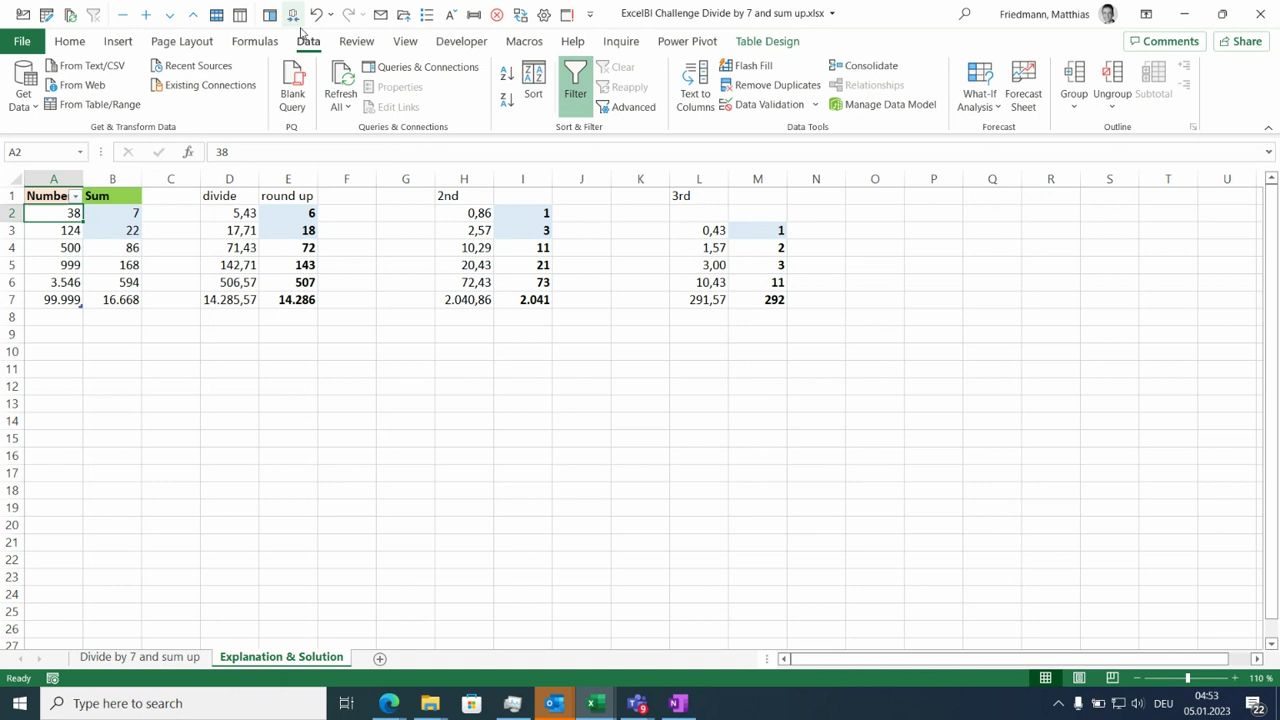 ExcelBI Challenge Divide by 7 and sum up.xlsx
Friedmann, Matthias
File Home Insert Page Layout Formulas Data Review View Developer Macros Help Inquire Power Pivot Table Design Comments Share
Get Data
From Text/CSV
From Web
From Table/Range
Recent Sources
Existing Connections
Get & Transform Data
Blank Query
PQ
Refresh All
Queries & Connections
Properties
Edit Links
Queries & Connections
Sort
Filter
Clear
Reapply
Advanced
Sort & Filter
Text to Columns
Flash Fill
Remove Duplicates
Data Validation
Consolidate
Relationships
Manage Data Model
Data Tools
What-If Analysis
Forecast Sheet
Forecast
Group
Ungroup
Subtotal
Outline
A2 fx 38
A B C D E F G H I J K L M N O P Q R S T U
1 Numbe Sum divide round up 2nd 3rd
2 38 7 5,43 6 0,86 1
3 124 22 17,71 18 2,57 3 0,43 1
4 500 86 71,43 72 10,29 11 1,57 2
5 999 168 142,71 143 20,43 21 3,00 3
6 3.546 594 506,57 507 72,43 73 10,43 11
7 99.999 16.668 14.285,57 14.286 2.040,86 2.041 291,57 292
8
9
10
11
12
13
14
15
16
17
18
19
20
21
22
23
24
25
26
27
Divide by 7 and sum up Explanation & Solution
Ready 110 %
Type here to search DEU 04:53
05.01.2023 22